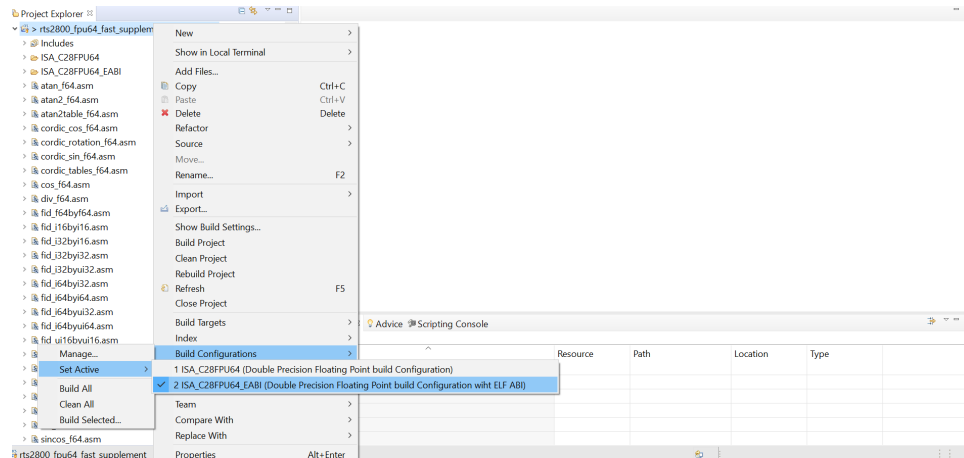 Project Explorer
> rts2800_fpu64_fast_supplem
Includes
ISA_C28FPU64
ISA_C28FPU64_EABI
atan_f64.asm
atan2_f64.asm
atan2table_f64.asm
cordic_cos_f64.asm
cordic_rotation_f64.asm
cordic_sin_f64.asm
cordic_tables_f64.asm
cos_f64.asm
div_f64.asm
fid_f64byf64.asm
fid_i16byi16.asm
fid_i32byi16.asm
fid_i32byi32.asm
fid_i32byui32.asm
fid_i64byi64.asm
fid_i64byui32.asm
fid_i64byui64.asm
fid_ui16byui16.asm
sincos_f64.asm
rts2800_fpu64_fast_supplement
New
Show in Local Terminal
Add Files...
Copy Ctrl+C
Paste Ctrl+V
Delete Delete
Refactor
Source
Move...
Rename... F2
Import
Export...
Show Build Settings...
Build Project
Clean Project
Rebuild Project
Refresh F5
Close Project
Build Targets
Index
Build Configurations
Team
Compare With
Replace With
Properties Alt+Enter
Manage...
Set Active
Build All
Clean All
Build Selected...
1 ISA_C28FPU64 (Double Precision Floating Point build Configuration)
2 ISA_C28FPU64_EABI (Double Precision Floating Point buildi Configuration wiht ELF ABI)
Advice Scripting Console
Resource Path Location Type